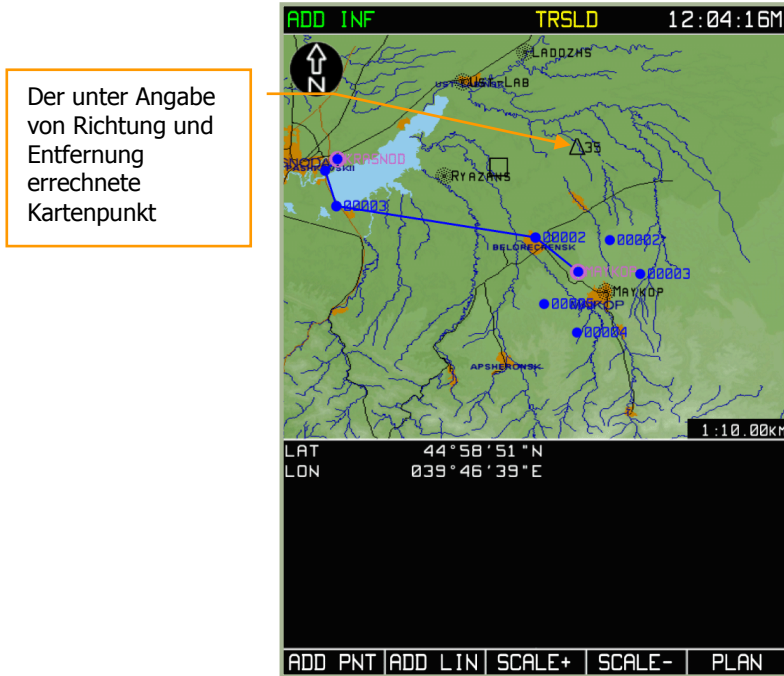 ADD INF TRSLD 12:04:16M
Der unter Angabe
von Richtung und
Entfernung
errechnete
Kartenpunkt
N
LADOZHS
UST-LAB
35
RYAZANS
00003
00002
00002
BELORECHENSK
00003
MAYKOP
00004
APSHERONSK
1:10.00KM
LAT 44°58'51"N
LON 039°46'39"E
ADD PNT ADD LIN SCALE+ SCALE- PLAN